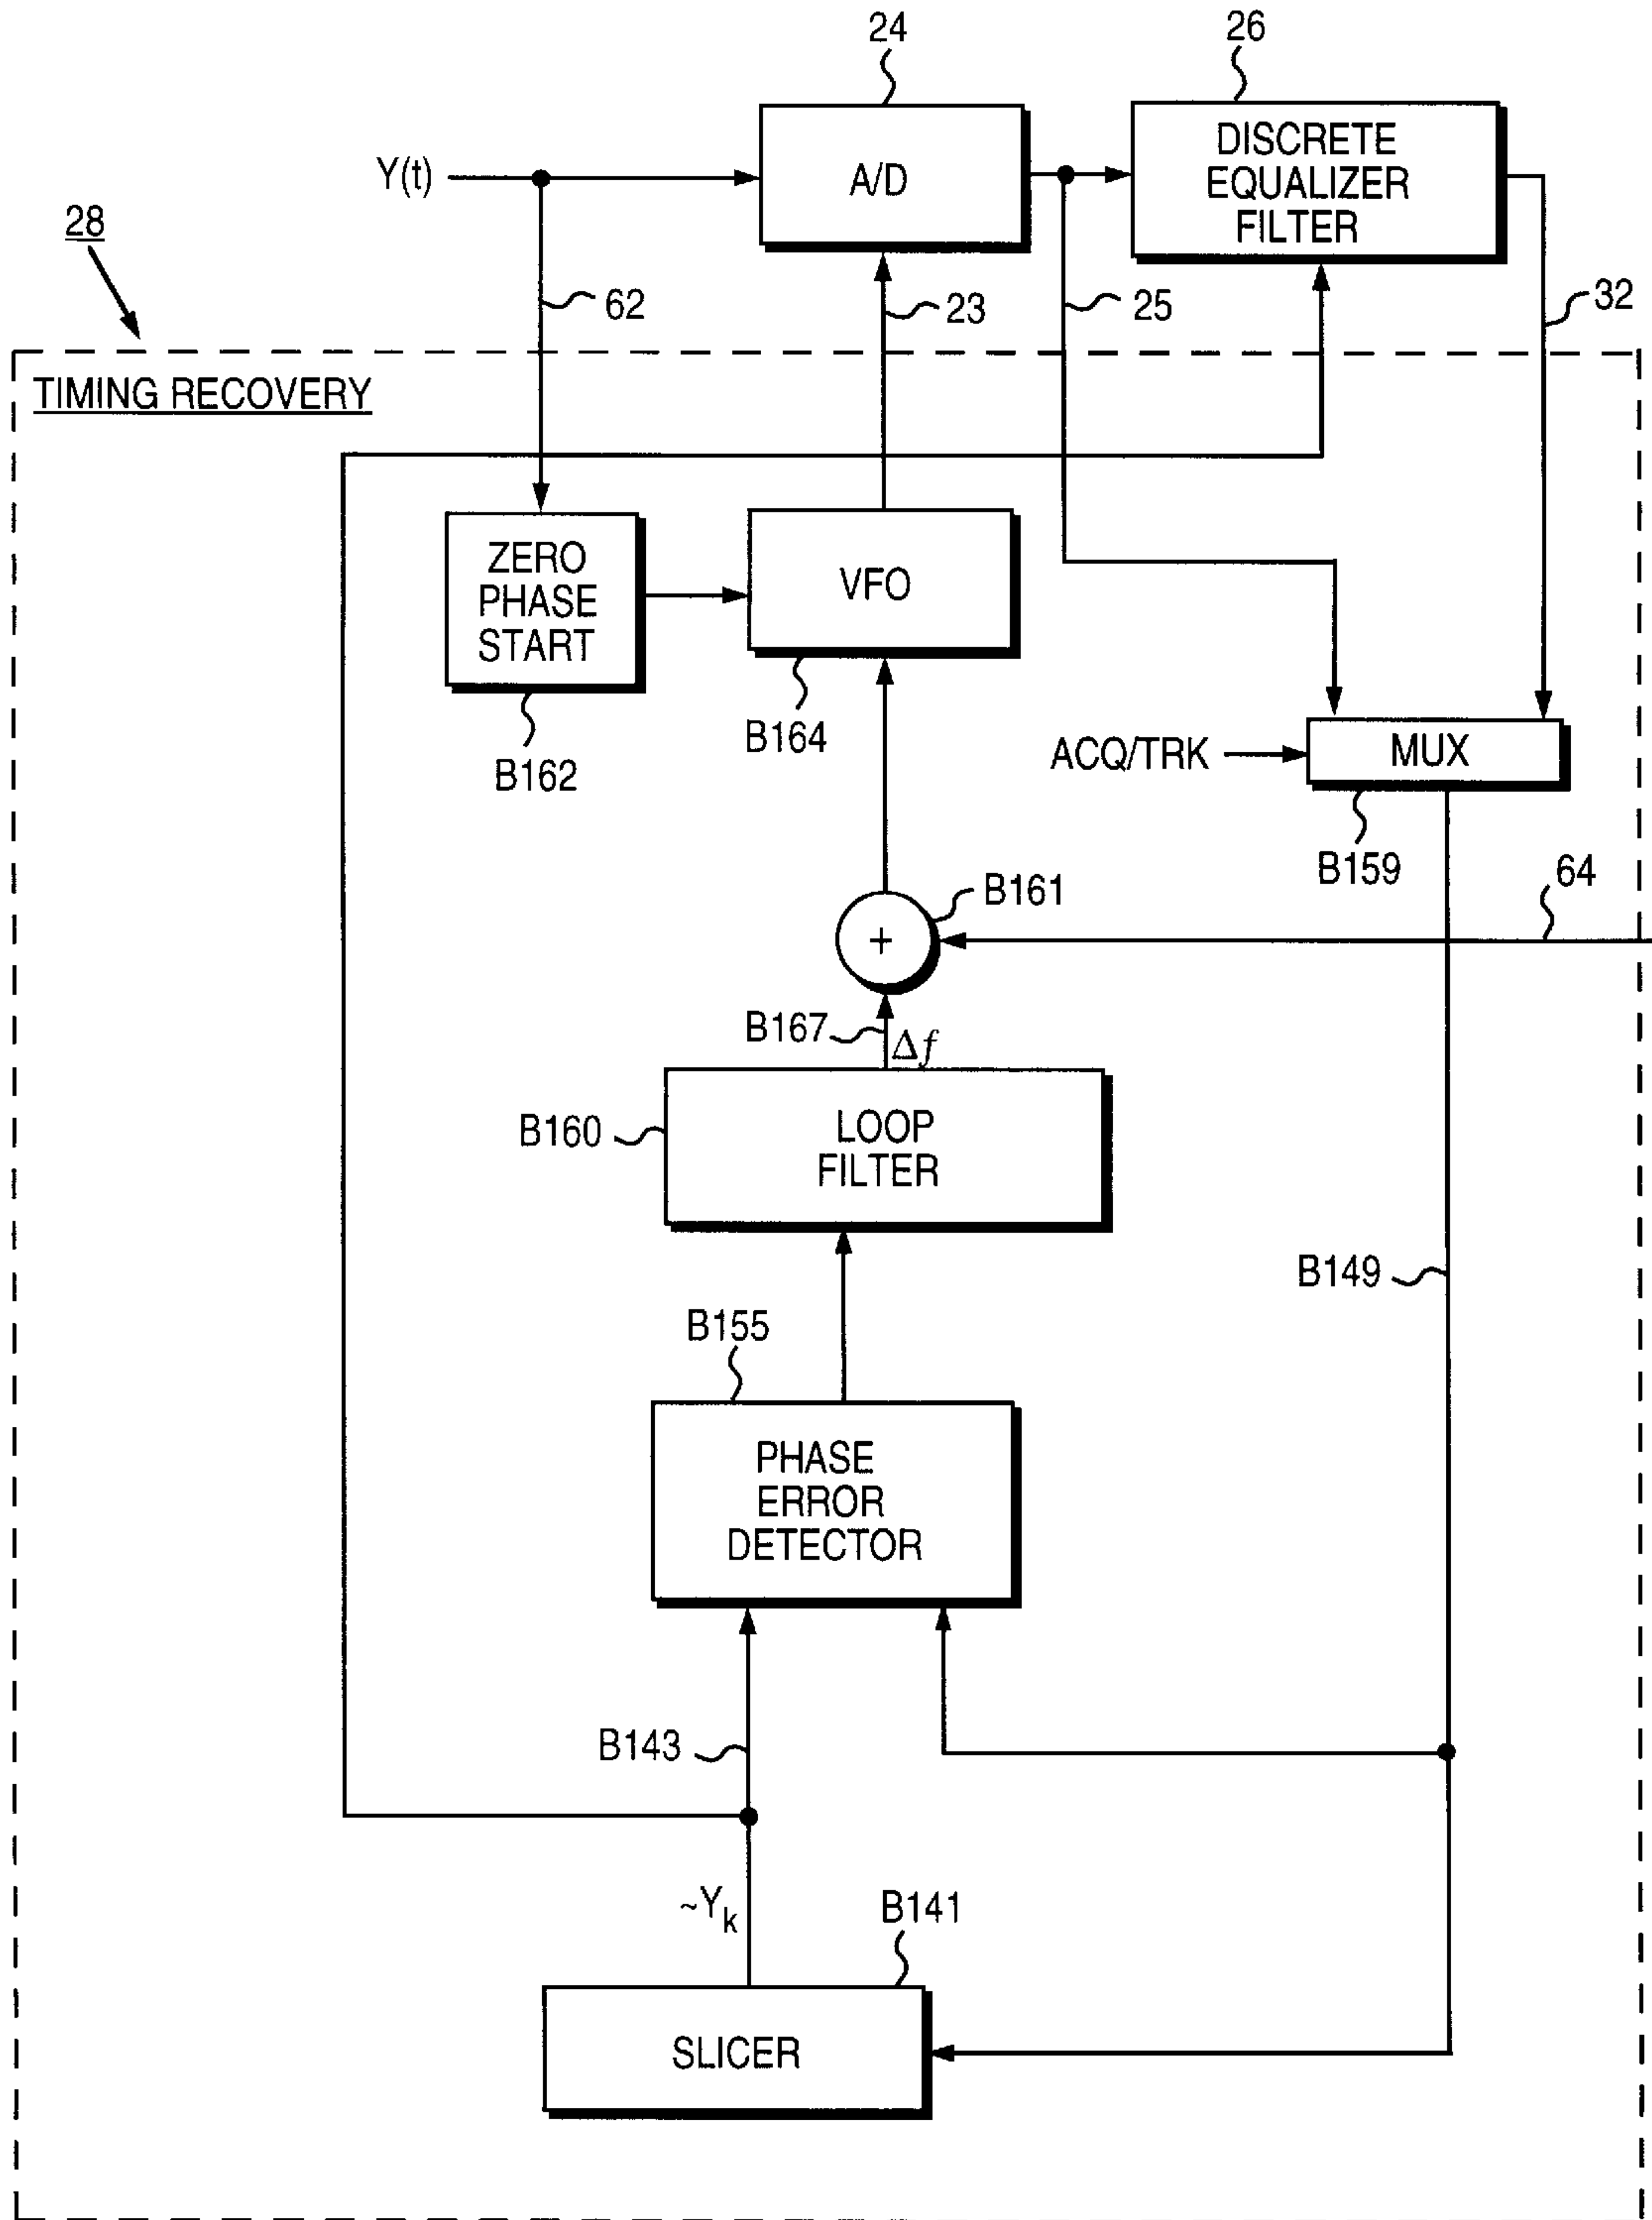 24
26
Y(t)
A/D
DISCRETE
EQUALIZER
FILTER
28
62
23
25
32
TIMING RECOVERY
ZERO
PHASE
START
VFO
B162
B164
ACQ/TRK
MUX
B159
B161
64
+
B167
Δf
B160
LOOP
FILTER
B149
B155
PHASE
ERROR
DETECTOR
B143
~Yk
B141
SLICER